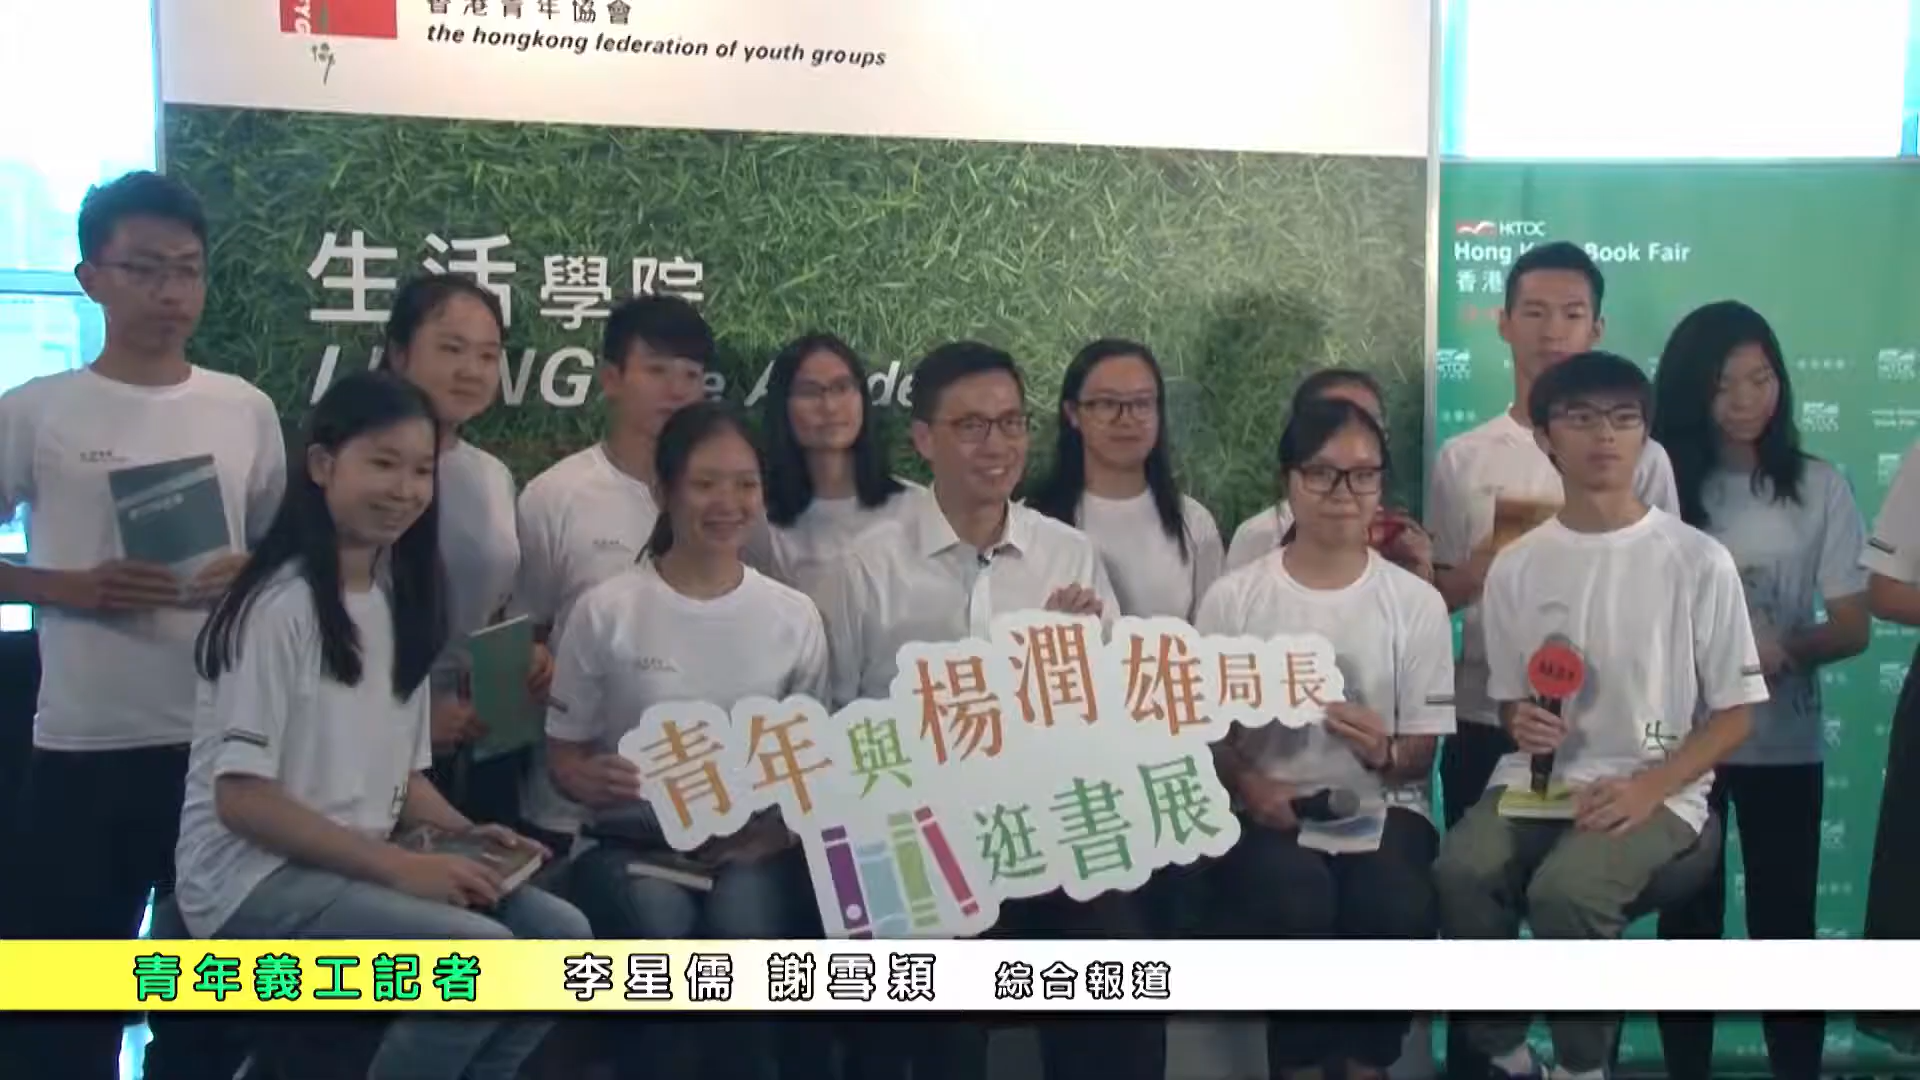 香港青年協會
the hongkong federation of youth groups
生活學院
HKTDC
Hong Book Fair
香港
青年與楊潤雄局長
逛書展
青年義工記者 李星儒 謝雪穎 綜合報道